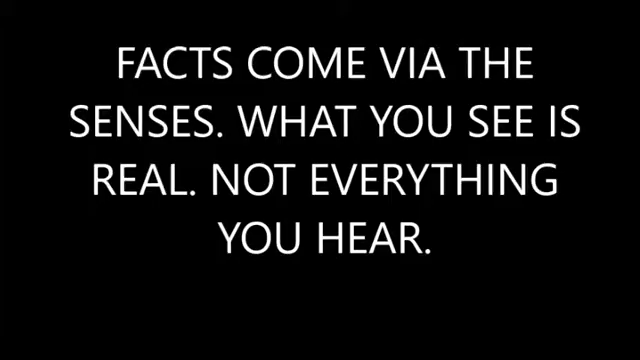 FACTS COME VIA THE
SENSES. WHAT YOU SEE IS
REAL. NOT EVERYTHING
YOU HEAR.